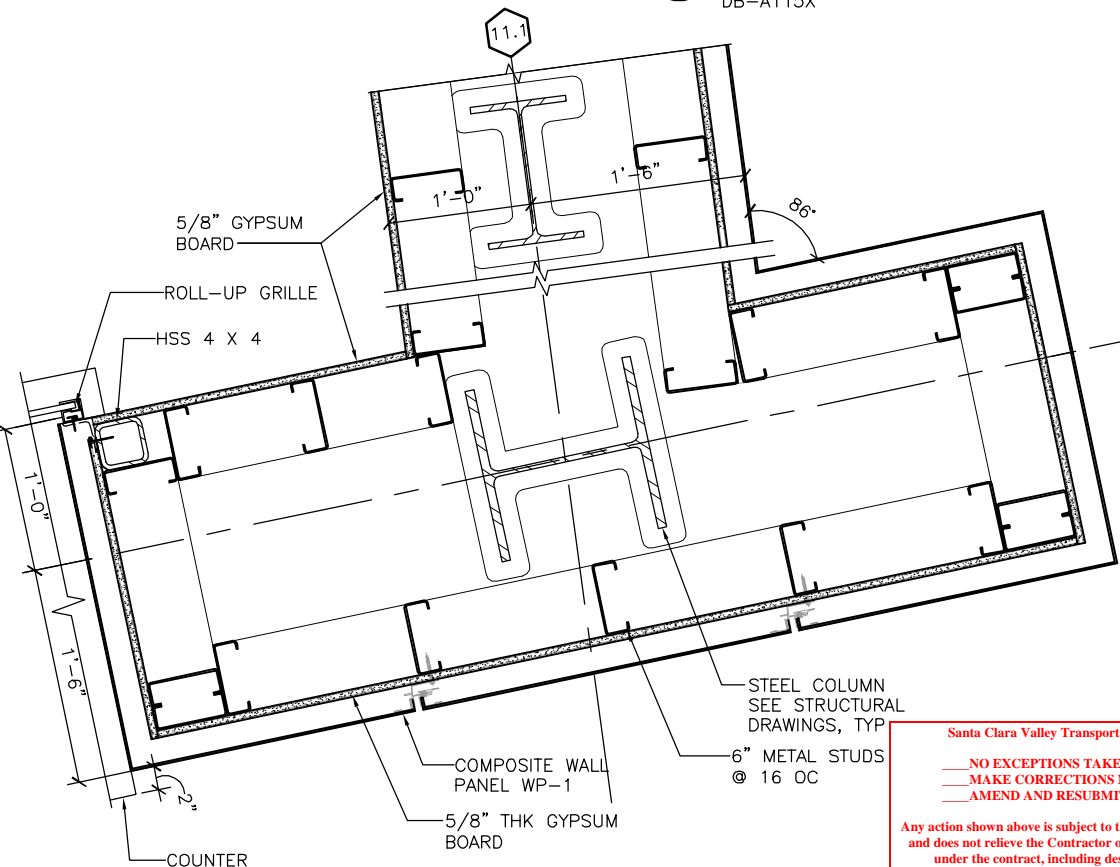 DB-A115X
11.1
1'-0"
1'-6"
86°
5/8" GYPSUM
BOARD
ROLL-UP GRILLE
HSS 4 X 4
1'-0"
1'-6"
2"
STEEL COLUMN
SEE STRUCTURAL
DRAWINGS, TYP
6" METAL STUDS
@ 16 OC
COMPOSITE WALL
PANEL WP-1
5/8" THK GYPSUM
BOARD
COUNTER
Santa Clara Valley Transport
___NO EXCEPTIONS TAKE
___MAKE CORRECTIONS
___AMEND AND RESUBMI
Any action shown above is subject to t
and does not relieve the Contractor
under the contract, including de